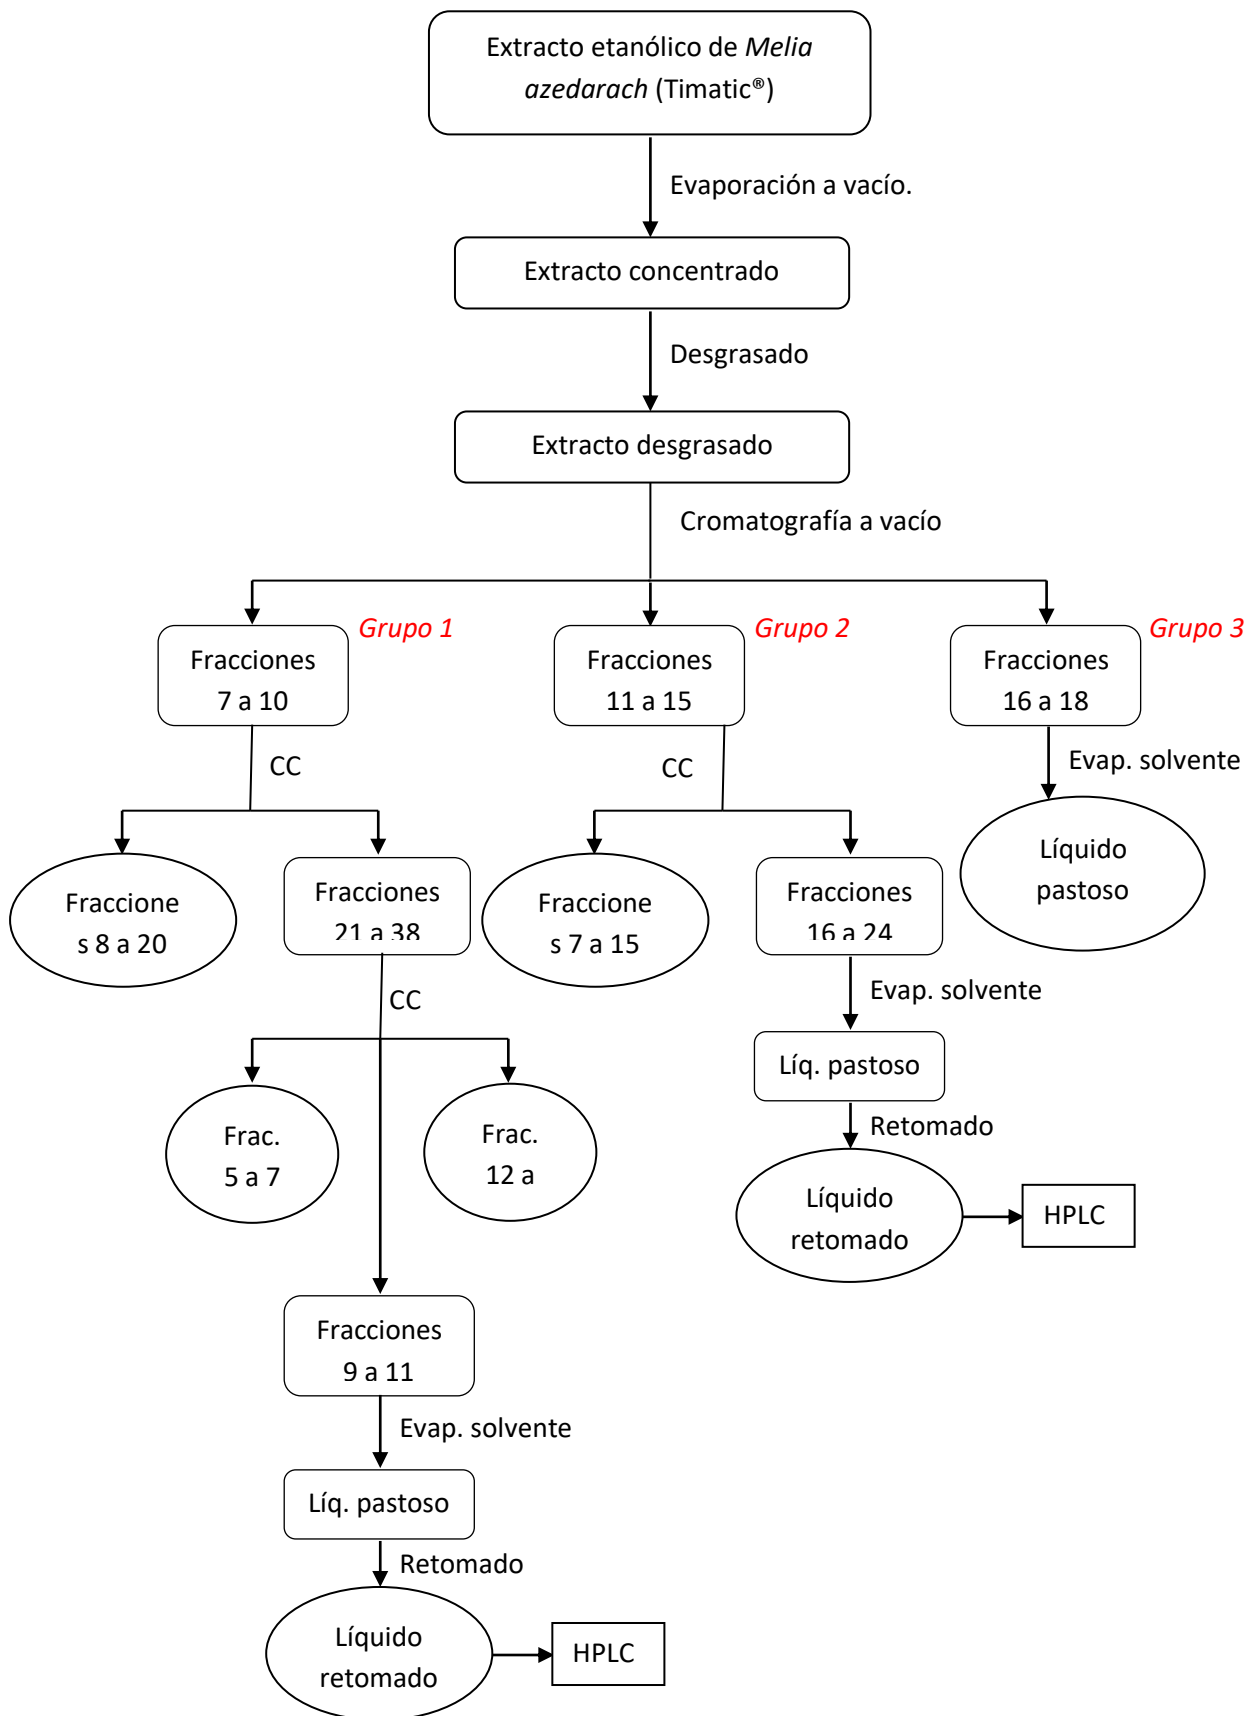 Extracto etanólico de Melia
azedarach (Timatic®)
Evaporación a vacío.
Extracto concentrado
Desgrasado
Extracto desgrasado
Cromatografía a vacío
Grupo 1
Grupo 2
Grupo 3
Fracciones
7 a 10
Fracciones
11 a 15
Fracciones
16 a 18
CC
CC
Evap. solvente
Fraccione
s 8 a 20
Fracciones
21 a 38
Fraccione
s 7 a 15
Fracciones
16 a 24
Líquido
pastoso
CC
Evap. solvente
Líq. pastoso
Frac.
5 a 7
Frac.
12 a
Retomado
Líquido
retomado
HPLC
Fracciones
9 a 11
Evap. solvente
Líq. pastoso
Retomado
Líquido
retomado
HPLC